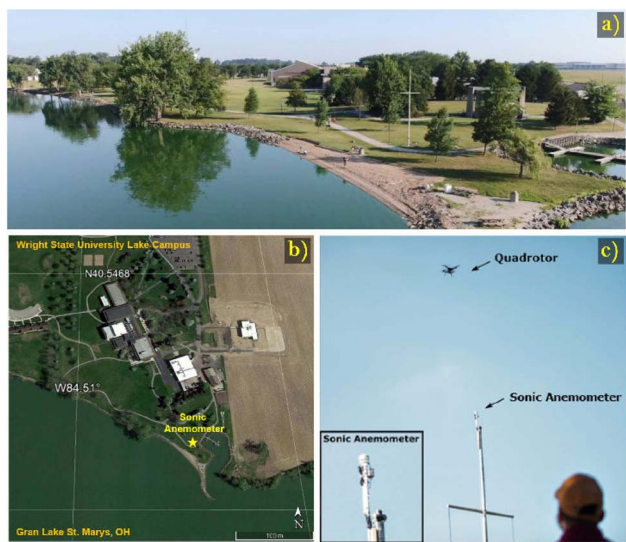 a)
Wright State University Lake Campus
b)
N40.5468°
W84.51°
Sonic
Anemometer
Gran Lake St. Marys, OH
100 m
N
c)
Quadrotor
Sonic Anemometer
Sonic Anemometer